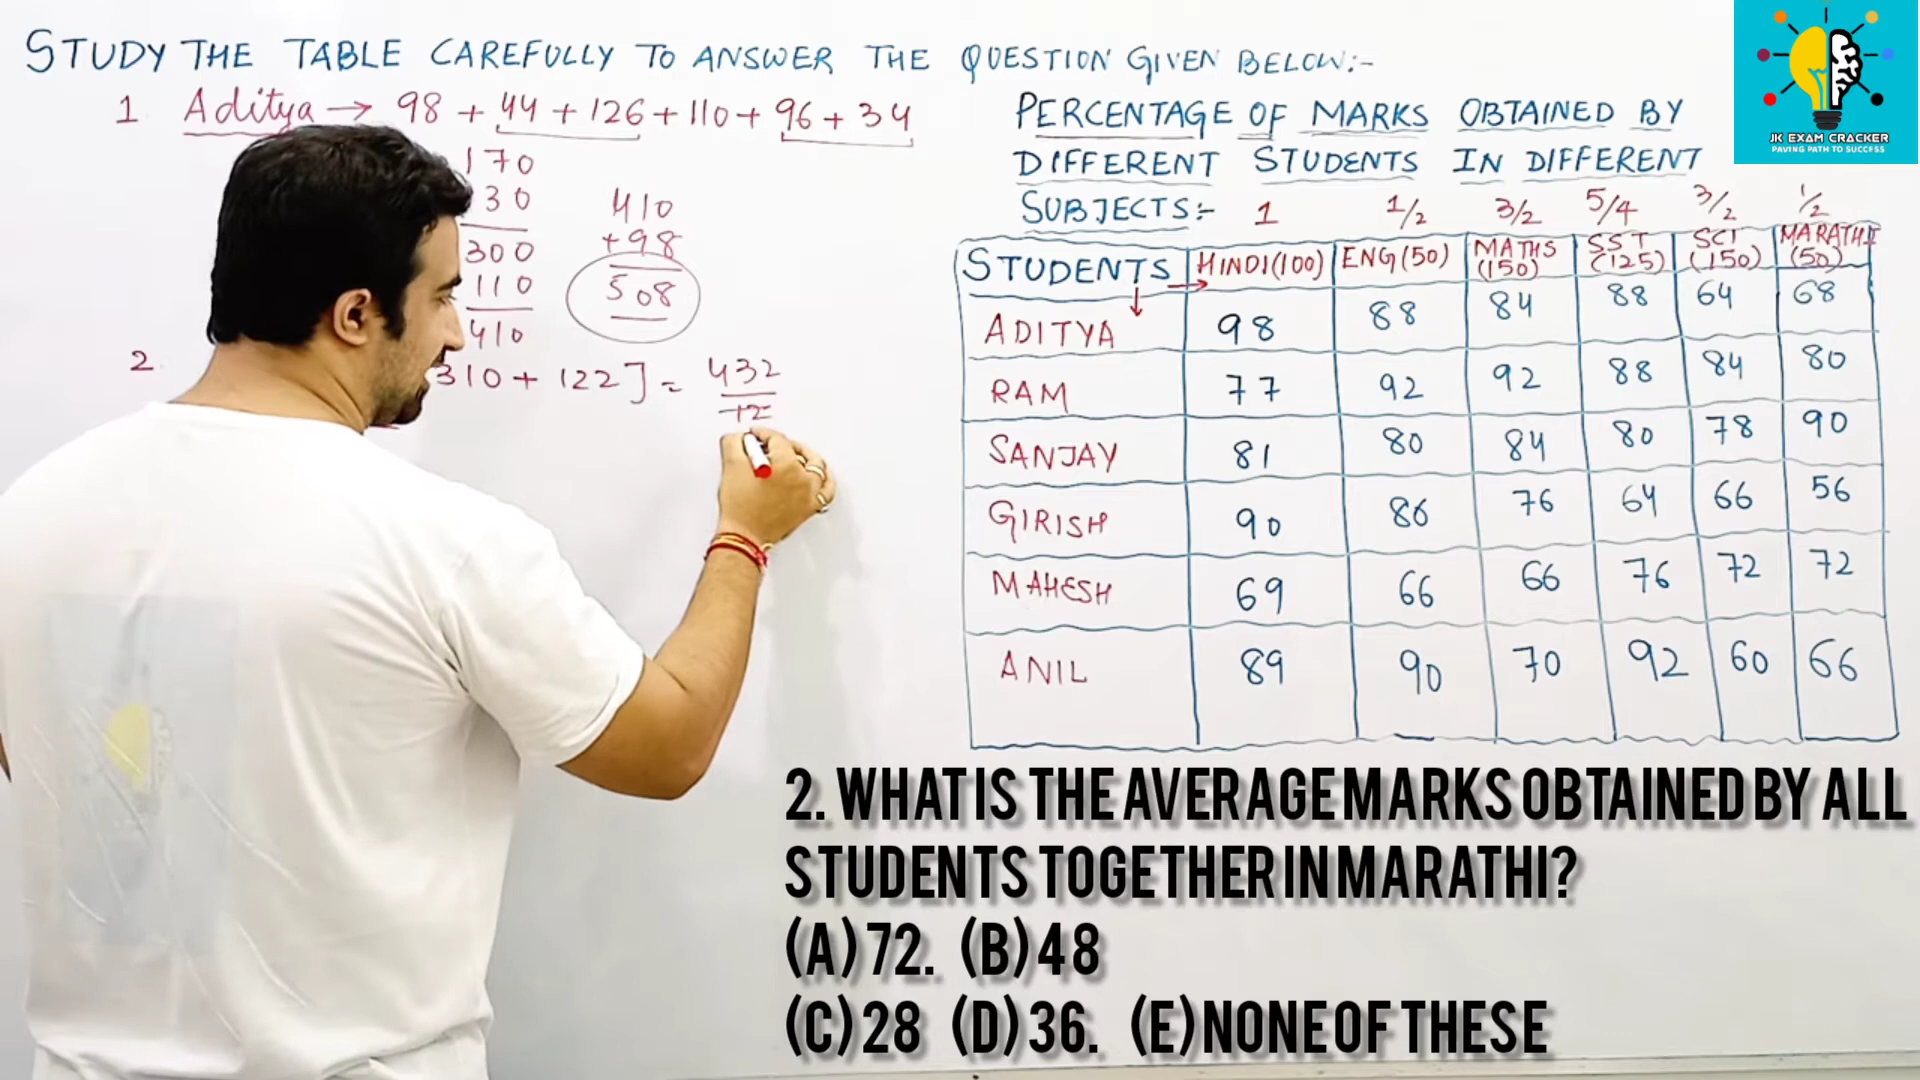 STUDY THE TABLE CAREFULLY TO ANSWER THE QUESTION GIVEN BELOW:-
JK EXAM CRACKER
PAVING PATH TO SUCCESS
1 Aditya → 98 + 44 + 126 + 110 + 96 + 34
170
130
300
110
410
410
+98
508
2.
310 + 122] = 432
12
PERCENTAGE OF MARKS OBTAINED BY
DIFFERENT STUDENTS IN DIFFERENT
SUBJECTS:-
1 1/2 3/2 5/4 3/2 1/2
STUDENTS HINDI(100) ENG(50) MATHS (150) SST (125) SCI (150) MARATHI (50)
ADITYA 98 88 84 88 64 68
RAM 77 92 92 88 84 80
SANJAY 81 80 84 80 78 90
GIRISH 90 86 76 64 66 56
MAHESH 69 66 66 76 72 72
ANIL 89 90 70 92 60 66
2. WHAT IS THE AVERAGE MARKS OBTAINED BY ALL
STUDENTS TOGETHER IN MARATHI?
(A) 72. (B) 48
(C) 28 (D) 36. (E) NONE OF THESE